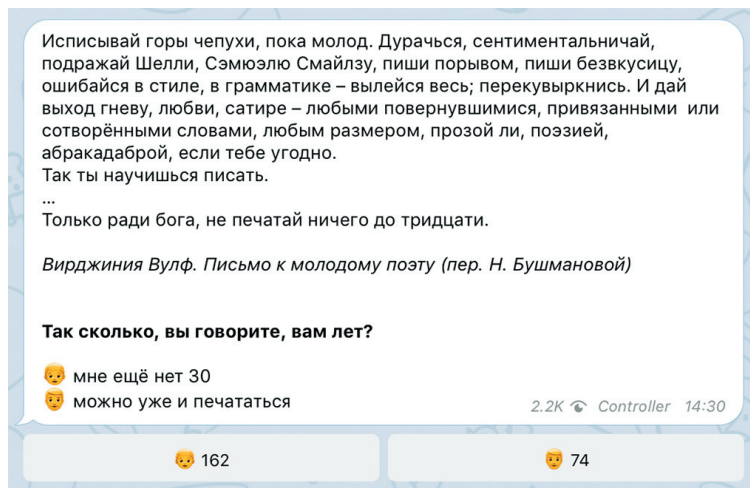 Исписывай горы чепухи, пока молод. Дурачься, сентиментальничай,
подражай Шелли, Сэмюэлю Смайлзу, пиши порывом, пиши безвкусицу,
ошибайся в стиле, в грамматике – вылейся весь; перекувыркнись. И дай
выход гневу, любви, сатире – любыми повернувшимися, привязанными или
сотворёнными словами, любым размером, прозой ли, поэзией,
абракадаброй, если тебе угодно.
Так ты научишься писать.
...
Только ради бога, не печатай ничего до тридцати.
Вирджиния Вулф. Письмо к молодому поэту (пер. Н. Бушмановой)
Так сколько, вы говорите, вам лет?
👴 мне ещё нет 30
👨 можно уже и печататься
2.2K Controller 14:30
162
74